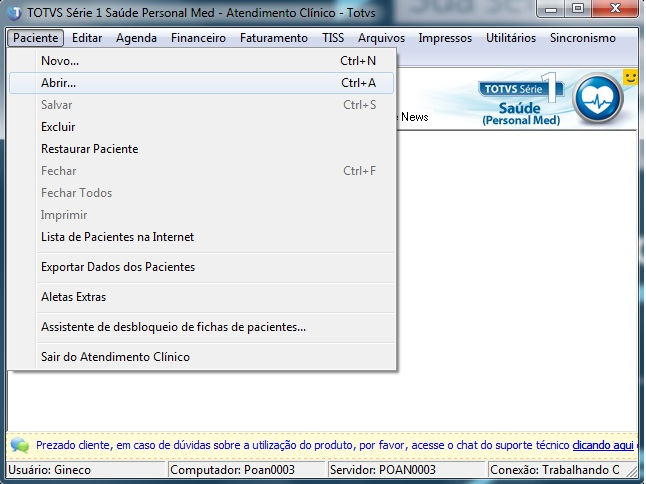 TOTVS Série 1 Saúde Personal Med - Atendimento Clínico - Totvs
Paciente Editar Agenda Financeiro Faturamento TISS Arquivos Impressos Utilitários Sincronismo
Novo... Ctrl+N
Abrir... Ctrl+A
Salvar Ctrl+S
Excluir
Restaurar Paciente
Fechar Ctrl+F
Fechar Todos
Imprimir
Lista de Pacientes na Internet
Exportar Dados dos Pacientes
Aletas Extras
Assistente de desbloqueio de fichas de pacientes...
Sair do Atendimento Clínico
News
TOTVS Série 1
Saúde
(Personal Med)
Prezado cliente, em caso de dúvidas sobre a utilização do produto, por favor, acesse o chat do suporte técnico clicando aqui
Usuário: Gineco Computador: Poan0003 Servidor: POAN0003 Conexão: Trabalhando O